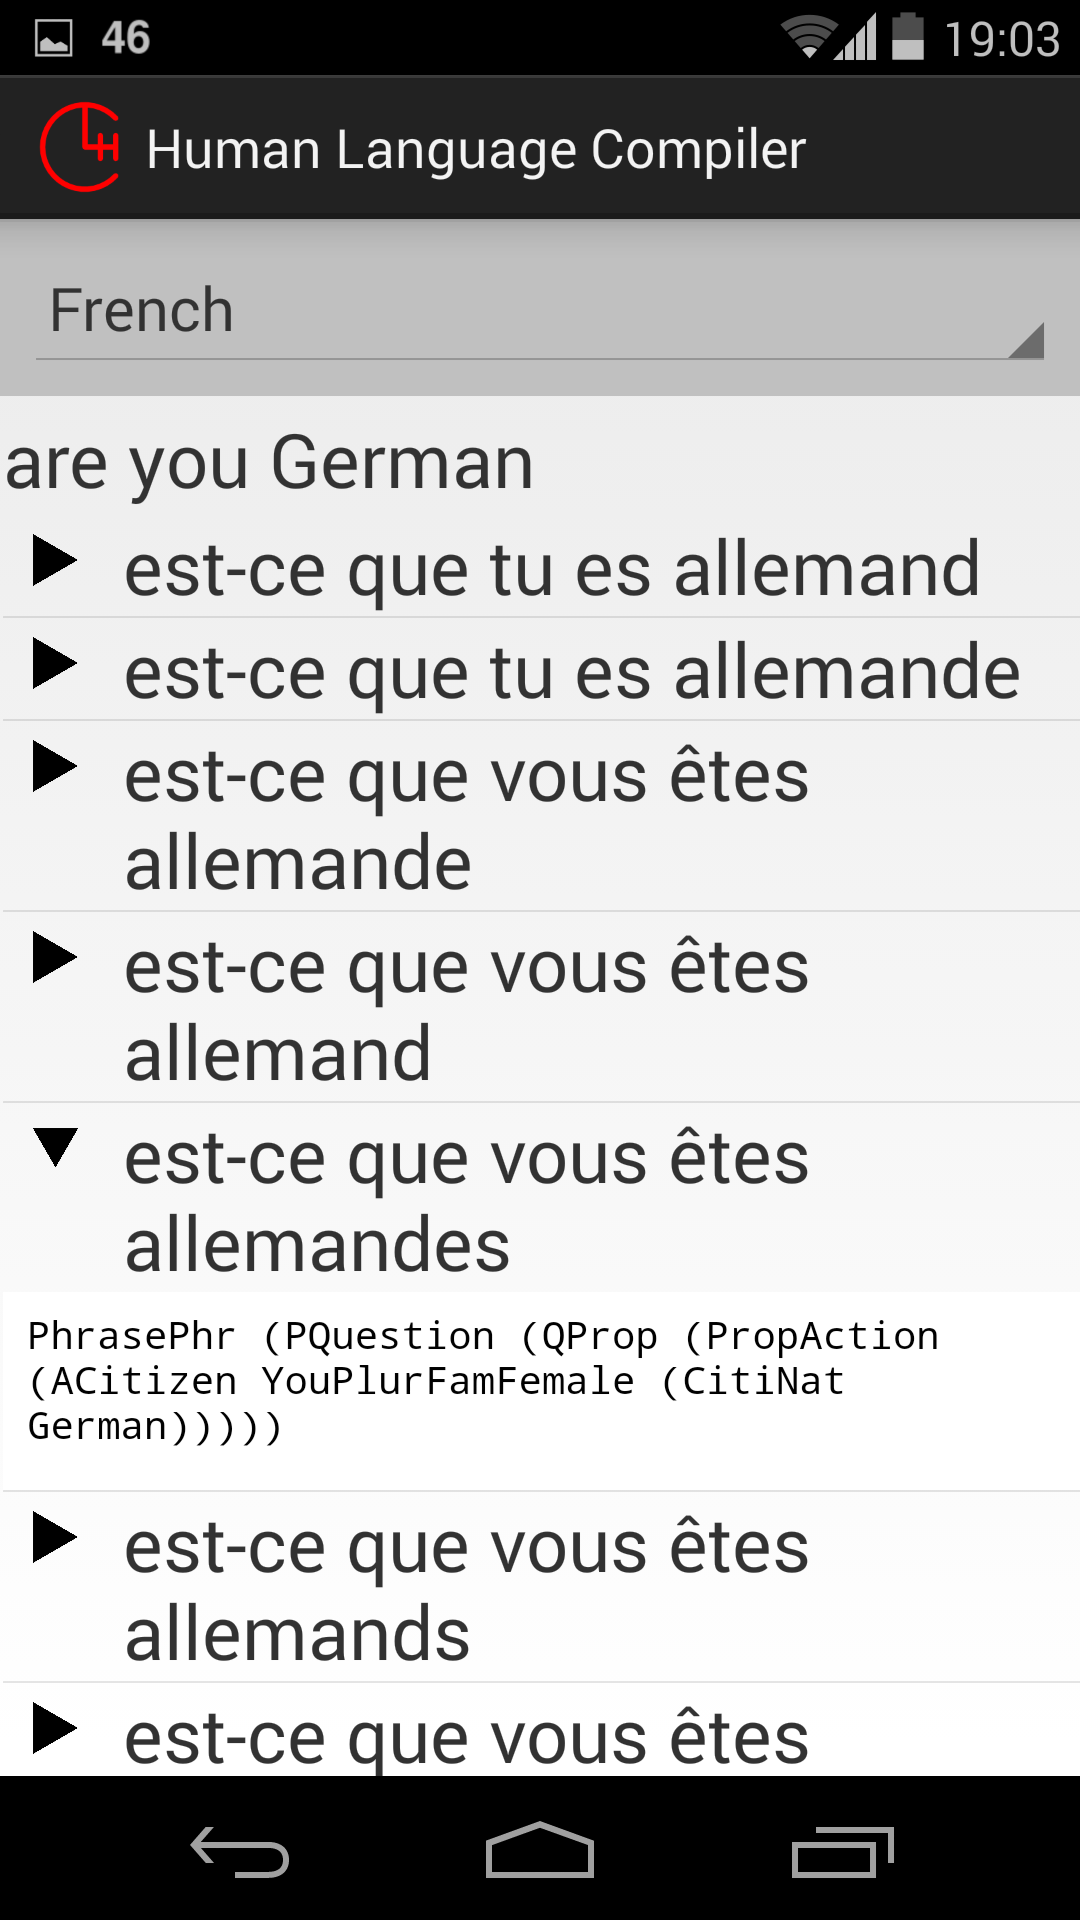 46
19:03
Human Language Compiler
French
are you German
est-ce que tu es allemand
est-ce que tu es allemande
est-ce que vous êtes
allemande
est-ce que vous êtes
allemand
est-ce que vous êtes
allemandes
PhrasePhr (PQuestion (QProp (PropAction
(ACitizen YouPlurFamFemale (CitiNat
German)))))
est-ce que vous êtes
allemands
est-ce que vous êtes